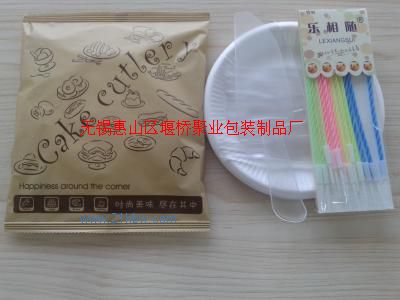 Cake cutlery
Happiness around the corner
时尚美味 尽在其中
乐相随®
LEXIANGSUI
无锡惠山区堰桥聚业包装制品厂